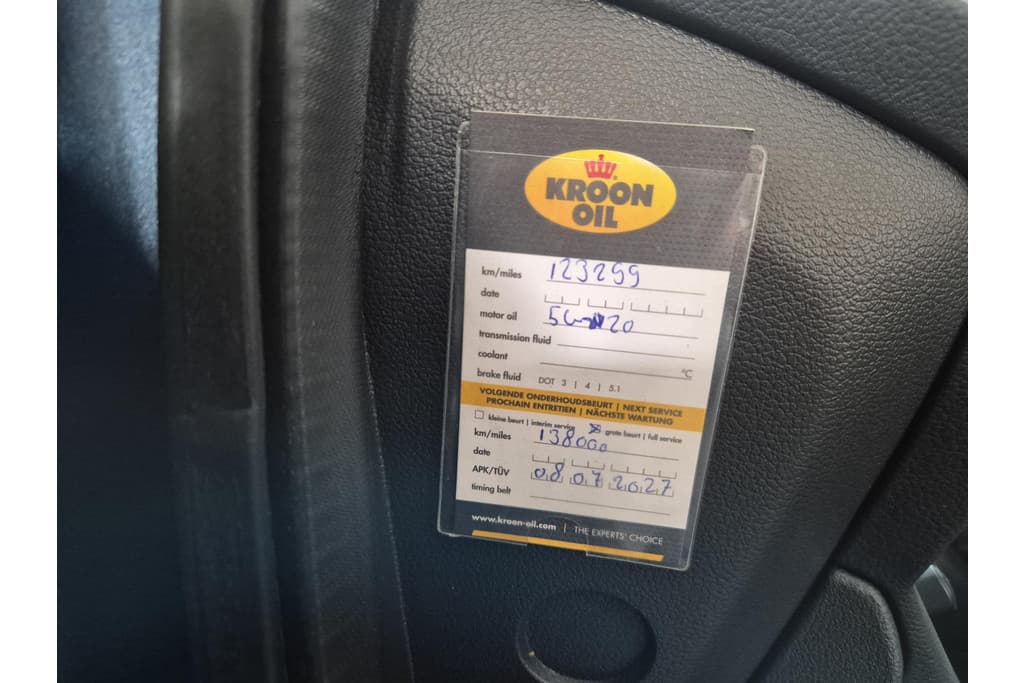 KROON
OIL
km/miles 123299
date
motor oil 20
transmission fluid
coolant °C
brake fluid DOT 3 | 4 | 5.1
VOLGENDE ONDERHOUDSBEURT | NEXT SERVICE
PROCHAIN ENTRETIEN | NÄCHSTE WARTUNG
kleine beurt | interim service grote beurt | full service
km/miles 138000
date
APK/TÜV 08 07 2027
timing belt
www.kroon-oil.com | THE EXPERTS' CHOICE